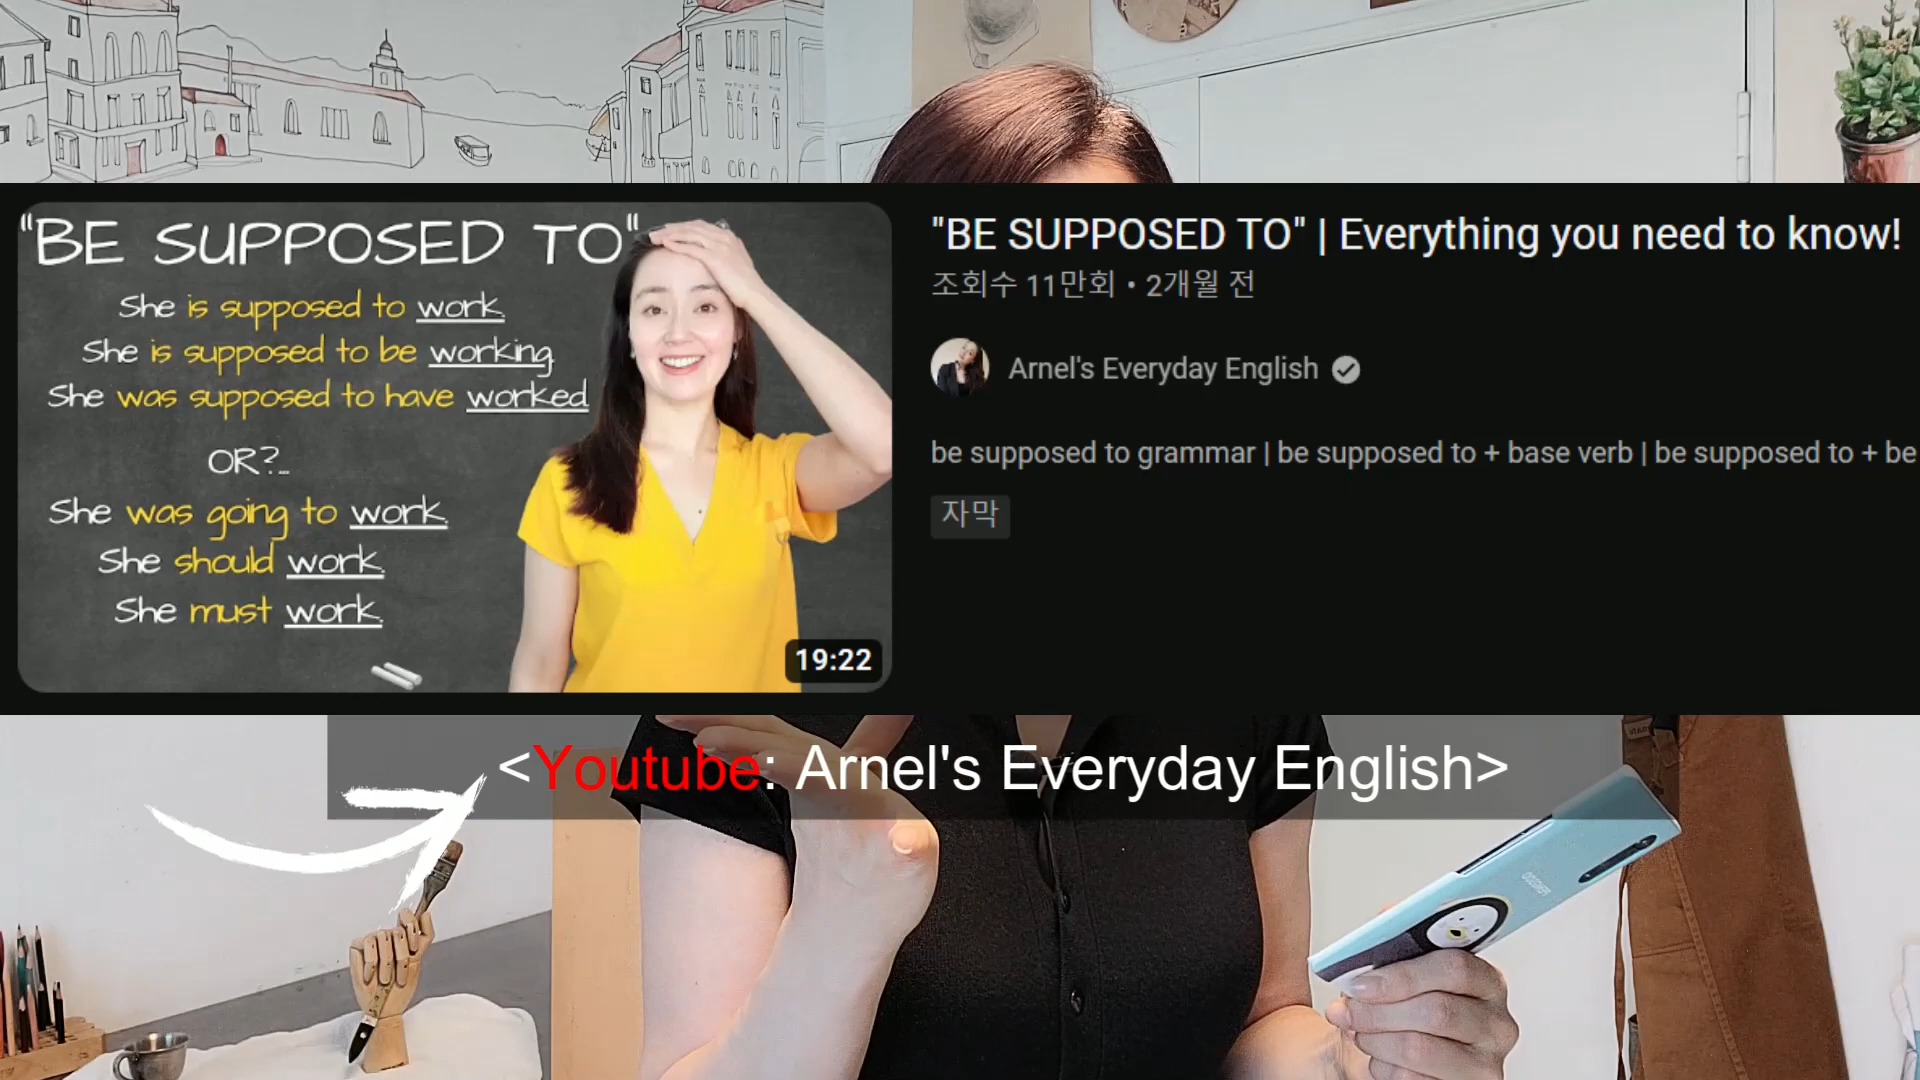 "BE SUPPOSED TO"
She is supposed to work.
She is supposed to be working.
She was supposed to have worked.
OR?...
She was going to work.
She should work.
She must work.
19:22
"BE SUPPOSED TO" | Everything you need to know!
조회수 11만회 • 2개월 전
Arnel's Everyday English
be supposed to grammar | be supposed to + base verb | be supposed to + be
자막
<Youtube: Arnel's Everyday English>